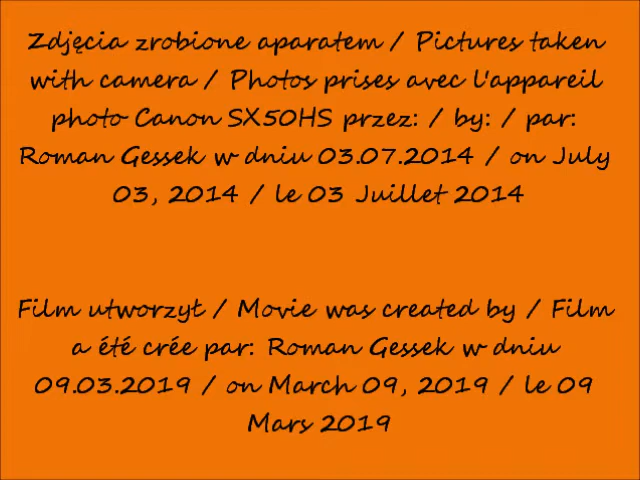 Zdjęcia zrobione aparatem / Pictures taken
with camera / Photos prises avec l'appareil
photo Canon SX50HS przez: / by: / par:
Roman Gessek w dniu 03.07.2014 / on July
03, 2014 / le 03 Juillet 2014
Film utworzył / Movie was created by / Film
a été crée par: Roman Gessek w dniu
09.03.2019 / on March 09, 2019 / le 09
Mars 2019